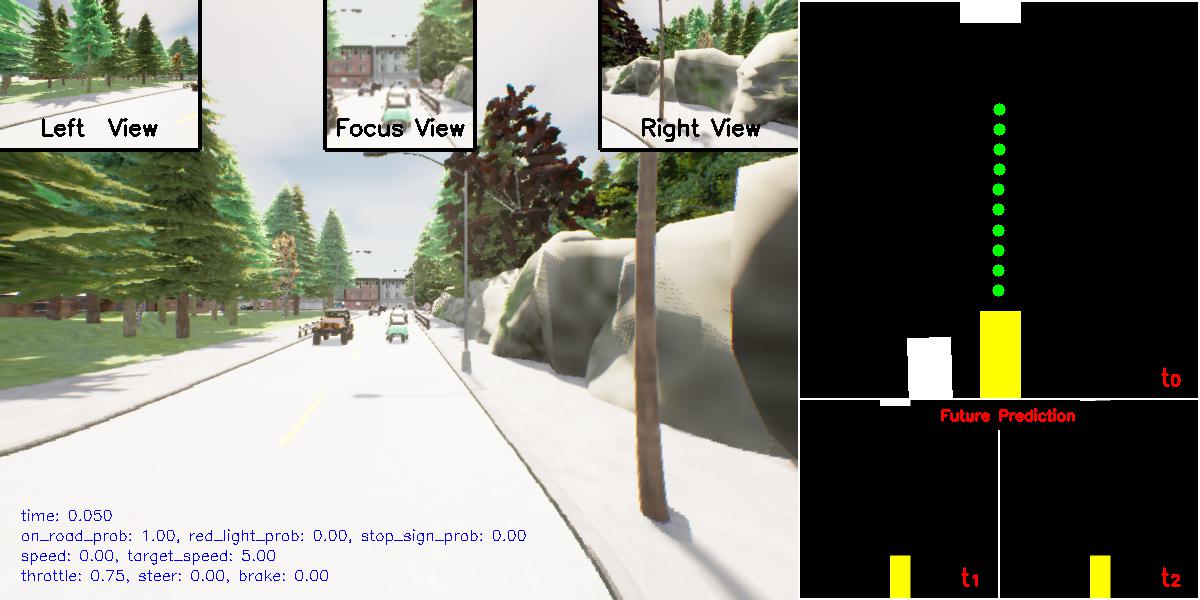 Left View
Focus View
Right View
t0
Future Prediction
time: 0.050
on_road_prob: 1.00, red_light_prob: 0.00, stop_sign_prob: 0.00
speed: 0.00, target_speed: 5.00
throttle: 0.75, steer: 0.00, brake: 0.00
t1
t2